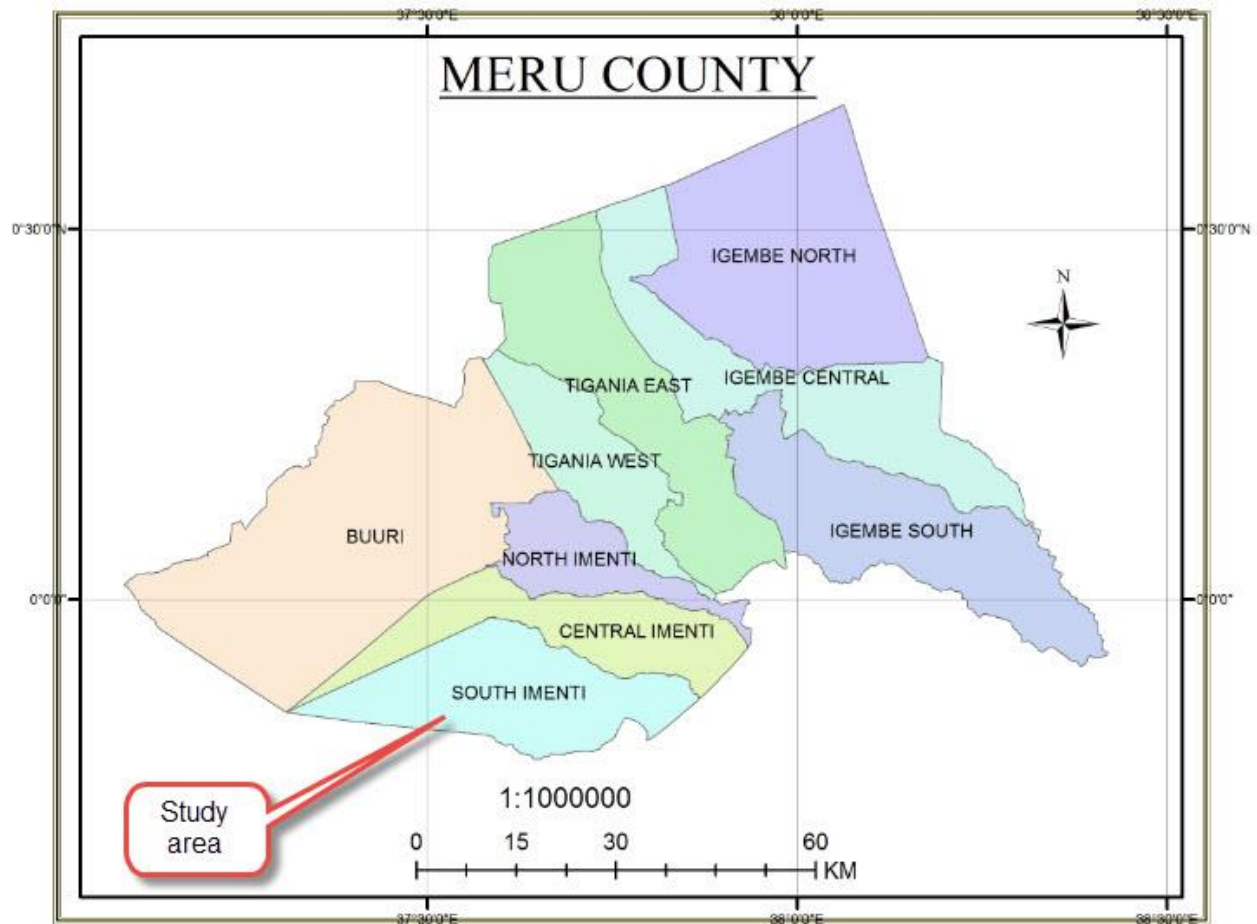 37°30'0"E 38°0'0"E 38°30'0"E
MERU COUNTY
0°30'0"N 0°30'0"N
IGEMBE NORTH
N
TIGANIA EAST IGEMBE CENTRAL
TIGANIA WEST
BUURI IGEMBE SOUTH
NORTH IMENTI
0°0'0" 0°0'0"
CENTRAL IMENTI
SOUTH IMENTI
Study
area
1:1000000
0 15 30 60
KM
37°30'0"E 38°0'0"E 38°30'0"E